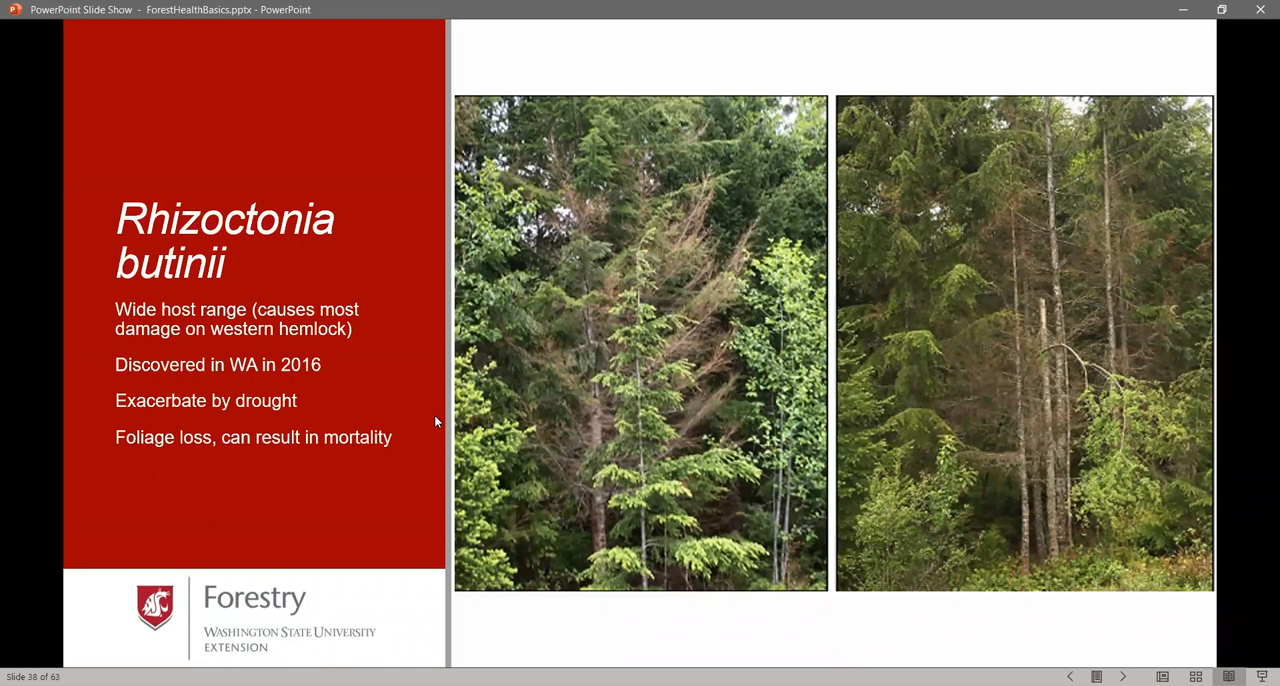 PowerPoint Slide Show - ForestHealthBasics.pptx - PowerPoint
Rhizoctonia
butinii
Wide host range (causes most
damage on western hemlock)
Discovered in WA in 2016
Exacerbate by drought
Foliage loss, can result in mortality
Forestry
WASHINGTON STATE UNIVERSITY
EXTENSION
Slide 38 of 63